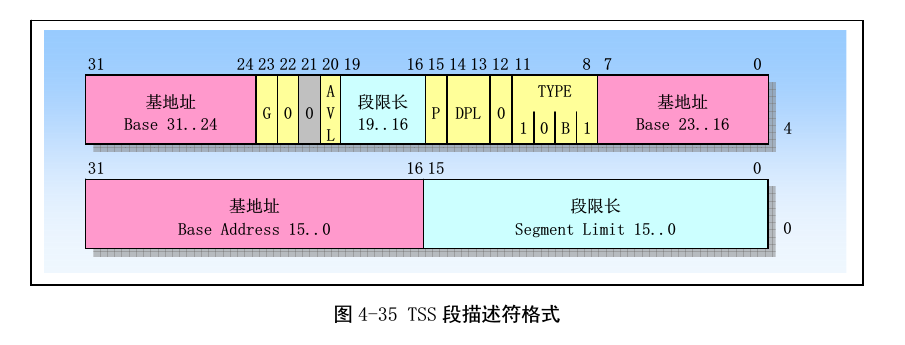 31 24 23 22 21 20 19 16 15 14 13 12 11 8 7 0
基地址 Base 31..24 G 0 0 AVL 段限长 19..16 P DPL 0 TYPE 1 0 B 1 基地址 Base 23..16 4
31 16 15 0
基地址 段限长
Base Address 15..0 Segment Limit 15..0 0
图 4-35 TSS 段描述符格式